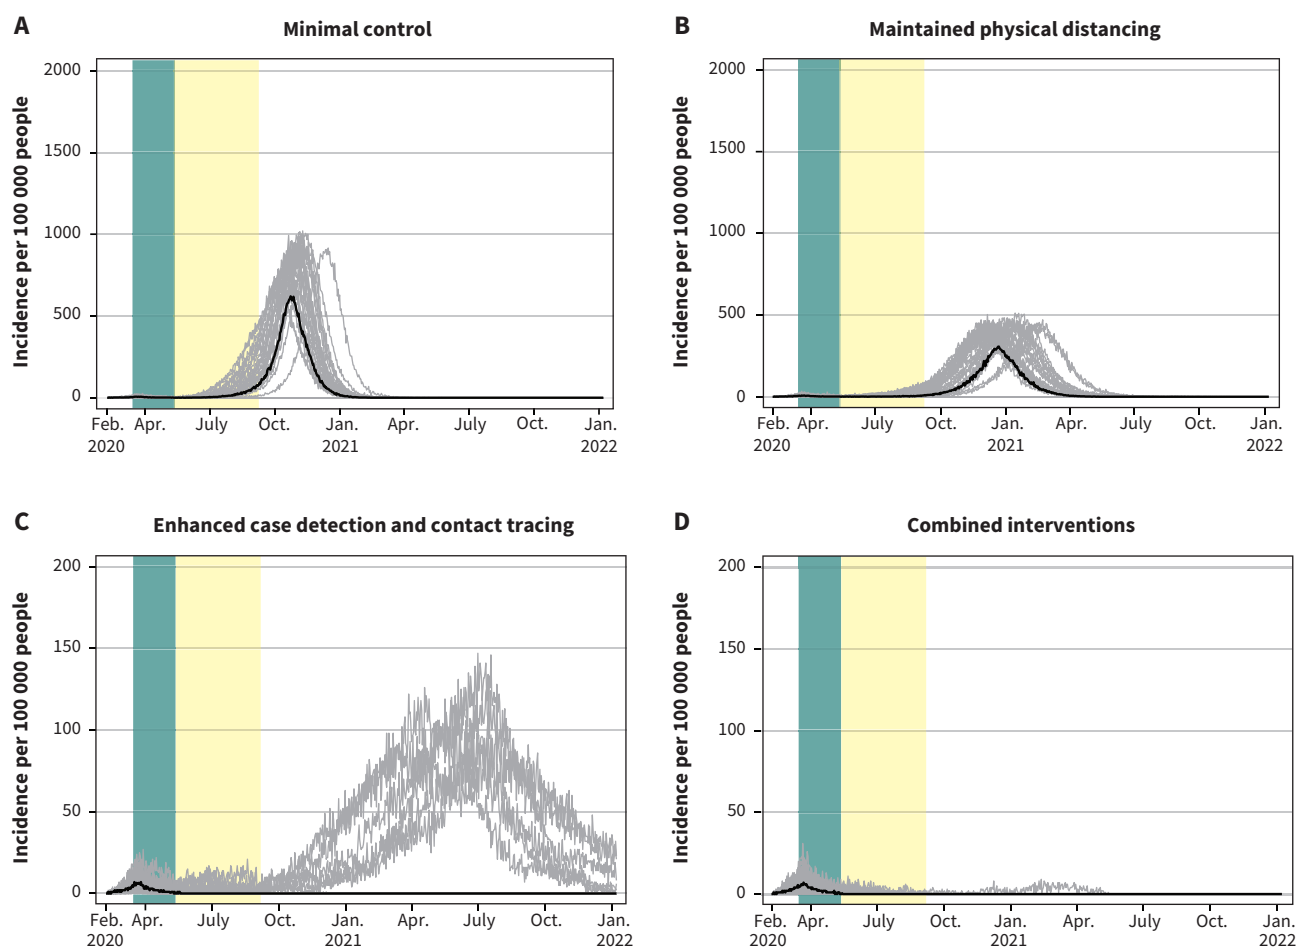 A
Minimal control
Incidence per 100 000 people
2000
1500
1000
500
0
Feb. Apr. July Oct. Jan. Apr. July Oct. Jan.
2020 2021 2022
B
Maintained physical distancing
Incidence per 100 000 people
2000
1500
1000
500
0
Feb. Apr. July Oct. Jan. Apr. July Oct. Jan.
2020 2021 2022
C
Enhanced case detection and contact tracing
Incidence per 100 000 people
200
150
100
50
0
Feb. Apr. July Oct. Jan. Apr. July Oct. Jan.
2020 2021 2022
D
Combined interventions
Incidence per 100 000 people
200
150
100
50
0
Feb. Apr. July Oct. Jan. Apr. July Oct. Jan.
2020 2021 2022